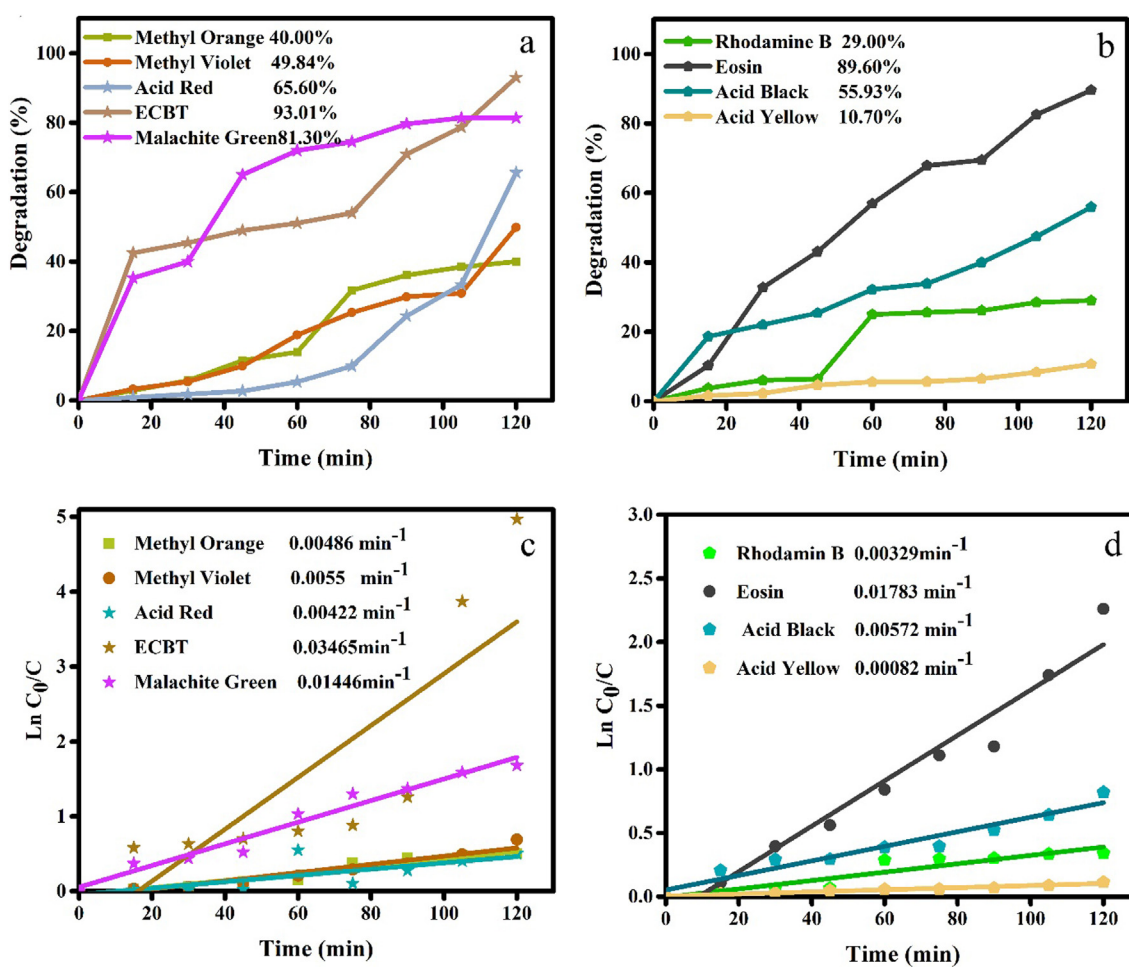 a
Methyl Orange 40.00%
Methyl Violet 49.84%
Acid Red 65.60%
ECBT 93.01%
Malachite Green81.30%
Degradation (%)
100
80
60
40
20
0
0 20 40 60 80 100 120
Time (min)
b
Rhodamine B 29.00%
Eosin 89.60%
Acid Black 55.93%
Acid Yellow 10.70%
Degradation (%)
100
80
60
40
20
0
0 20 40 60 80 100 120
Time (min)
c
Methyl Orange 0.00486 min-1
Methyl Violet 0.0055 min-1
Acid Red 0.00422 min-1
ECBT 0.03465min-1
Malachite Green 0.01446min-1
Ln C0/C
5
4
3
2
1
0
0 20 40 60 80 100 120
Time (min)
d
Rhodamin B 0.00329min-1
Eosin 0.01783 min-1
Acid Black 0.00572 min-1
Acid Yellow 0.00082 min-1
Ln C0/C
3.0
2.5
2.0
1.5
1.0
0.5
0.0
0 20 40 60 80 100 120
Time (min)